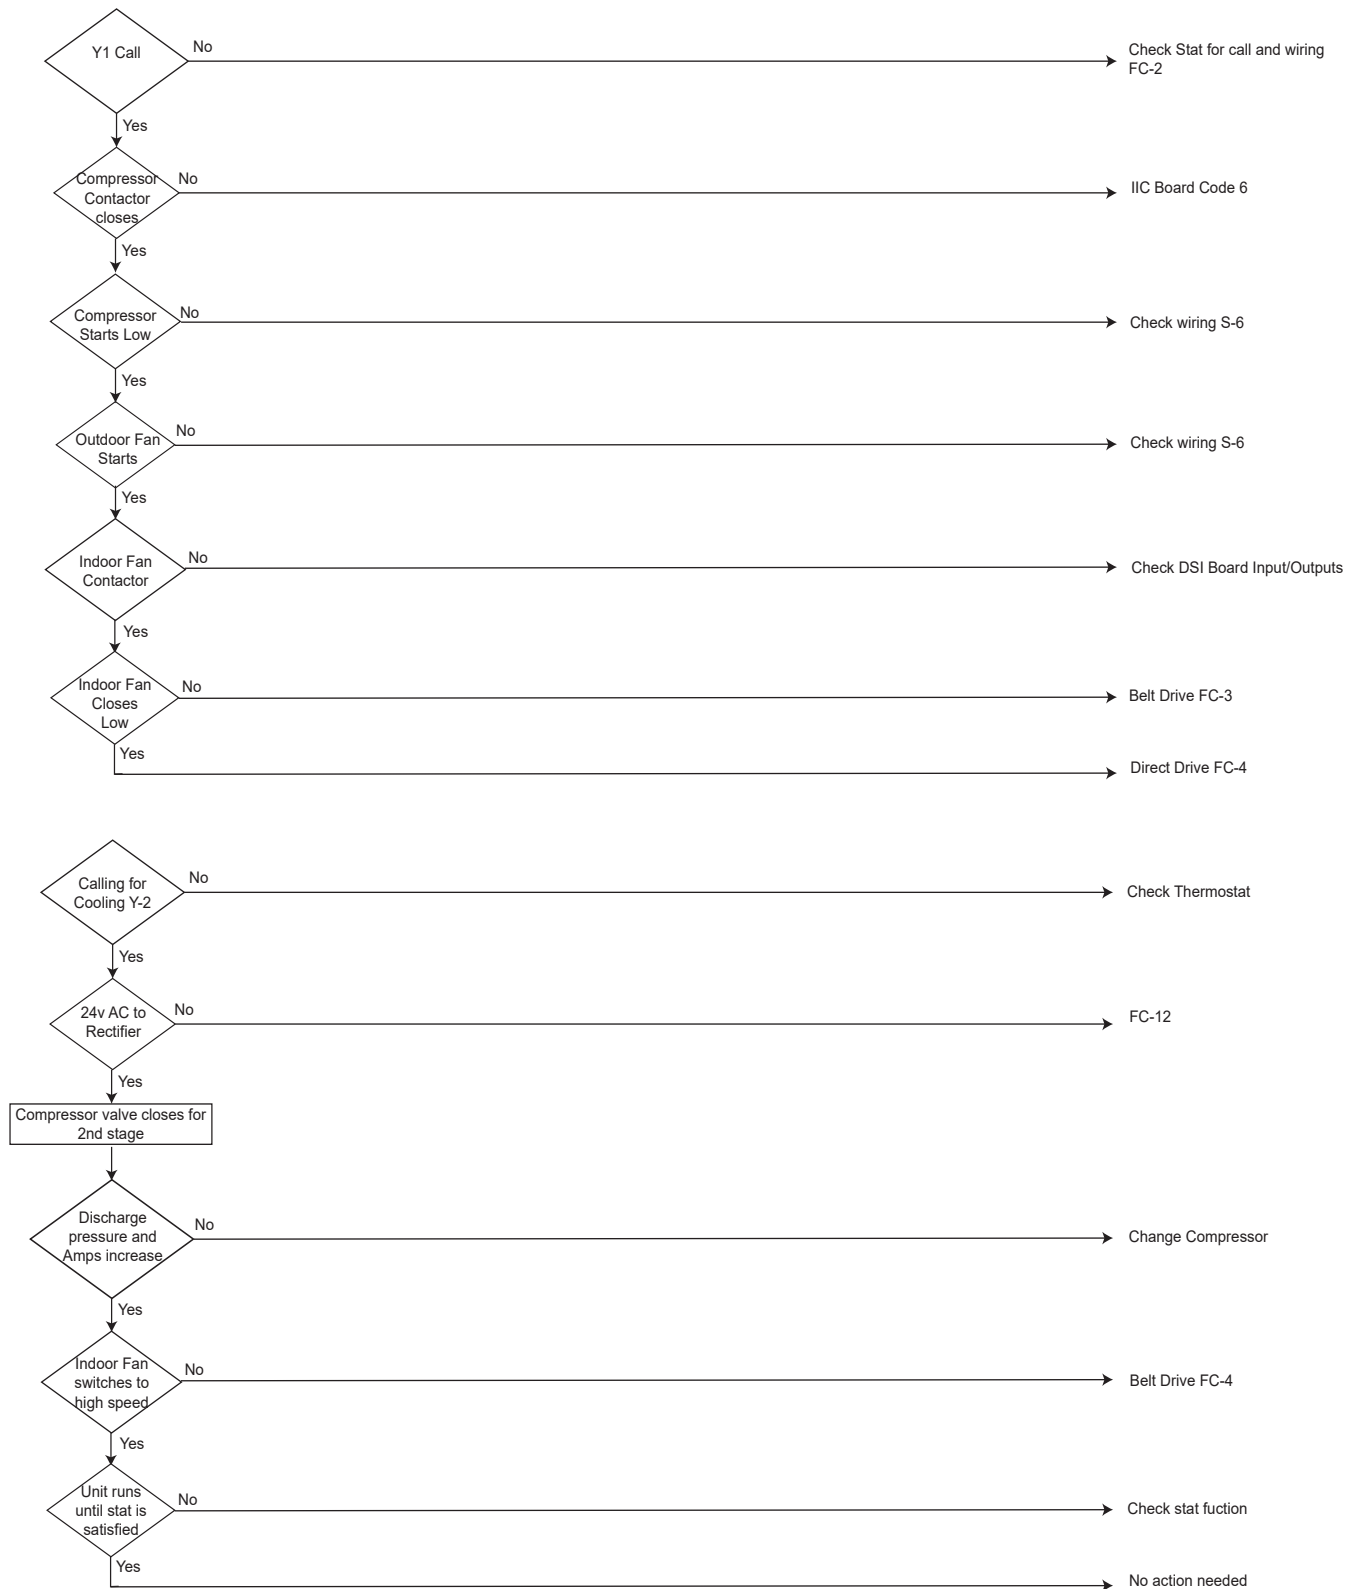 Y1 Call
No
Check Stat for call and wiring
FC-2
Yes
Compressor
Contactor
closes
No
IIC Board Code 6
Yes
Compressor
Starts Low
No
Check wiring S-6
Yes
Outdoor Fan
Starts
No
Check wiring S-6
Yes
Indoor Fan
Contactor
No
Check DSI Board Input/Outputs
Yes
Indoor Fan
Closes
Low
No
Belt Drive FC-3
Yes
Direct Drive FC-4
Calling for
Cooling Y-2
No
Check Thermostat
Yes
24v AC to
Rectifier
No
FC-12
Yes
Compressor valve closes for
2nd stage
Discharge
pressure and
Amps increase
No
Change Compressor
Yes
Indoor Fan
switches to
high speed
No
Belt Drive FC-4
Yes
Unit runs
until stat is
satisfied
No
Check stat fuction
Yes
No action needed